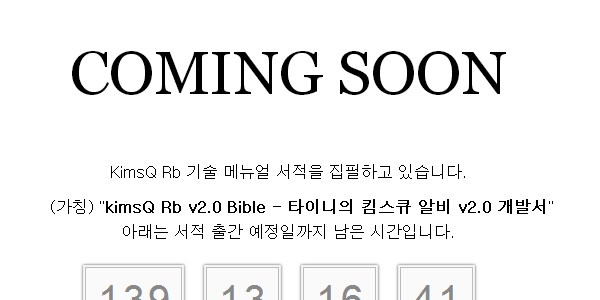 COMING SOON
KimsQ Rb 기술 메뉴얼 서적을 집필하고 있습니다.
(가칭) "kimsQ Rb v2.0 Bible - 타이니의 킴스큐 알비 v2.0 개발서"
아래는 서적 출간 예정일까지 남은 시간입니다.
139 13 16 41